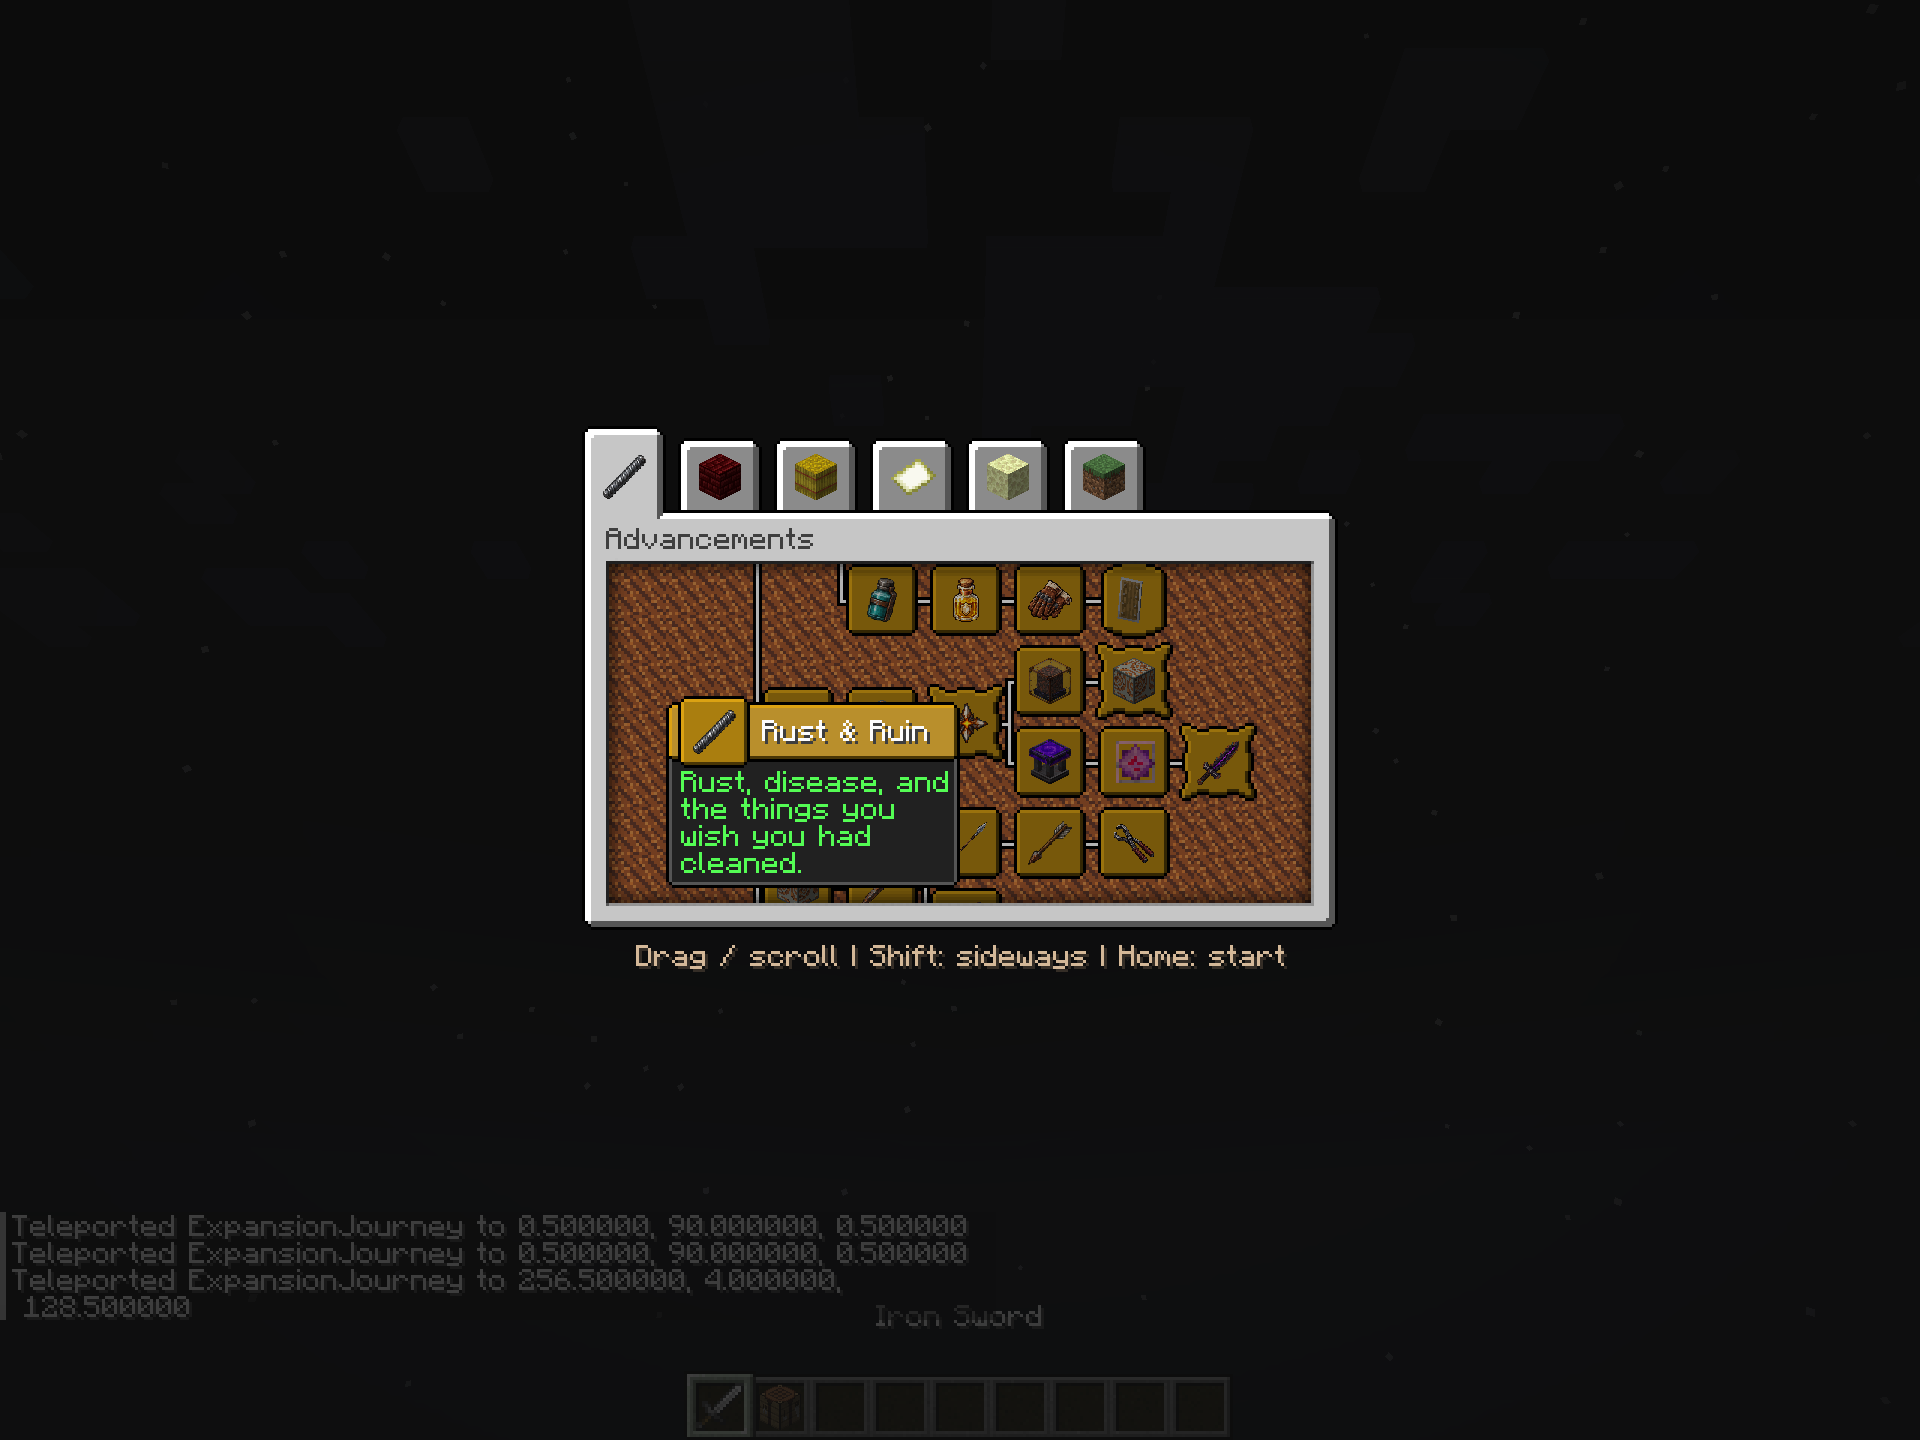 Advancements
Rust & Ruin
Rust, disease, and
the things you
wish you had
cleaned.
Drag / scroll | Shift: sideways | Home: start
Teleported ExpansionJourney to 0.500000, 90.000000, 0.500000
Teleported ExpansionJourney to 0.500000, 90.000000, 0.500000
Teleported ExpansionJourney to 256.500000, 4.000000,
128.500000
Iron Sword